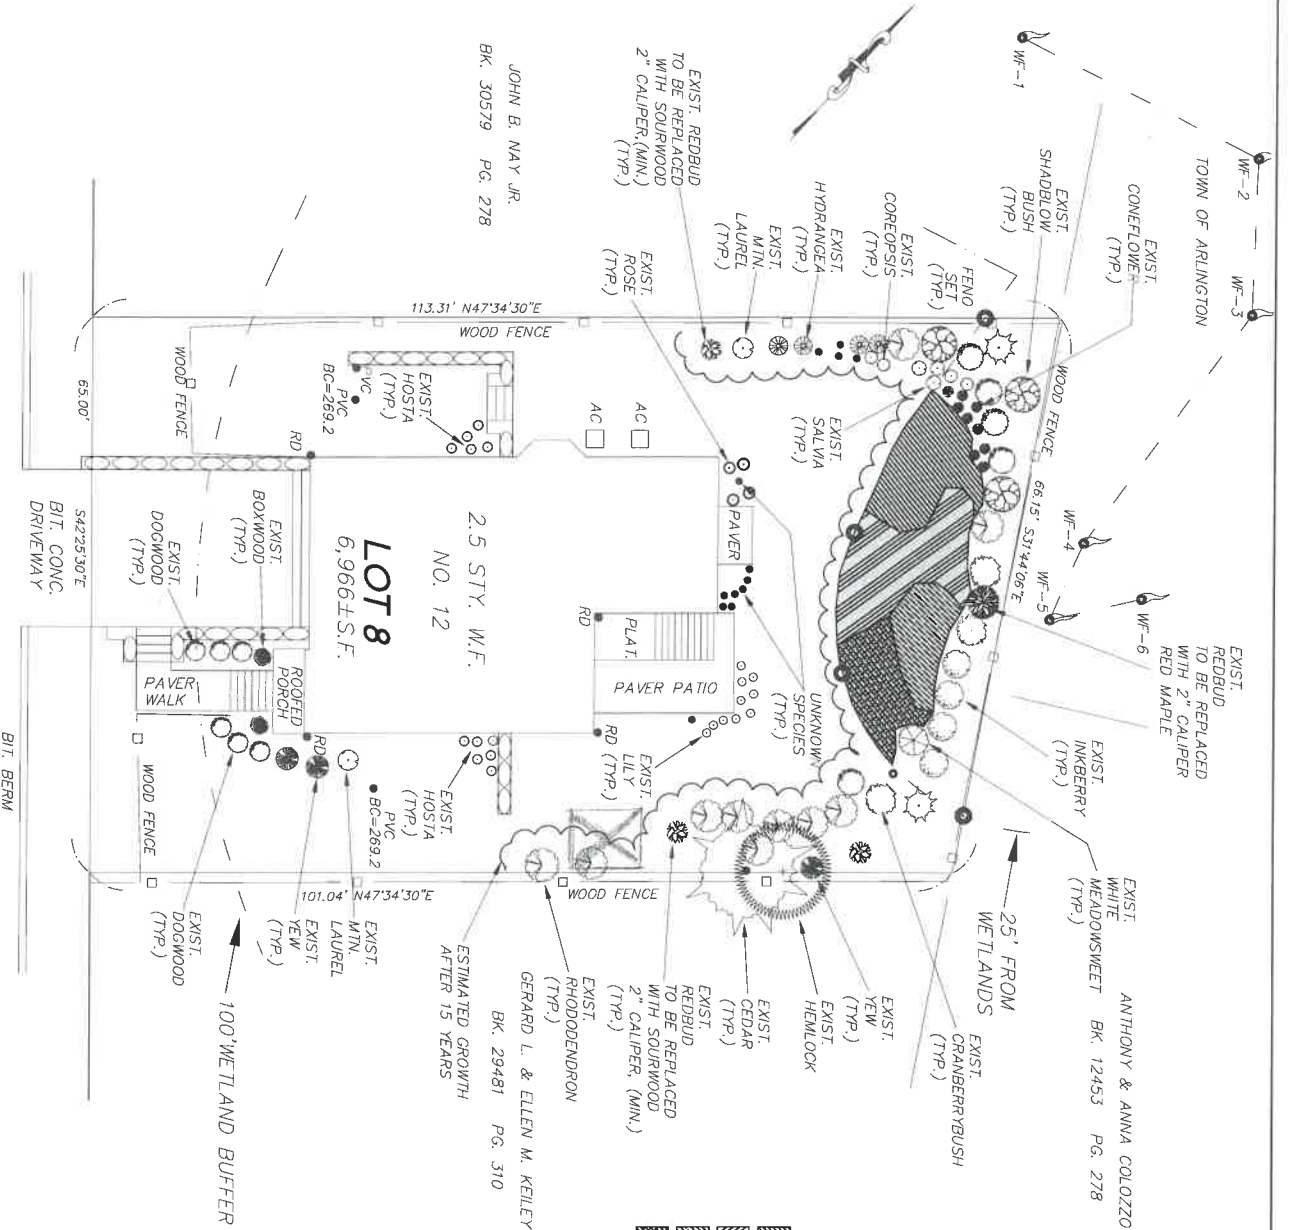 WF-1
WF-2
WF-3
TOWN OF ARLINGTON
EXIST.
CONEFLOWER
(TYP.)
EXIST.
SHADBLOW
BUSH
(TYP.)
FENO
SET
(TYP.)
EXIST.
COREOPSIS
(TYP.)
EXIST.
HYDRANGEA
(TYP.)
EXIST.
MTN.
LAUREL
(TYP.)
EXIST. REDBUD
TO BE REPLACED
WITH SOURWOOD
2" CALIPER,(MIN.)
(TYP.)
EXIST.
ROSE
(TYP.)
JOHN B. NAY JR.
BK. 30579 PG. 278
113.31' N47°34'30"E
WOOD FENCE
WOOD FENCE
WOOD FENCE
66.15' S31°44'06"E
WF-4
WF-5
WF-6
EXIST.
REDBUD
TO BE REPLACED
WITH 2" CALIPER
RED MAPLE
EXIST.
SALVIA
(TYP.)
AC
AC
EXIST.
HOSTA
(TYP.)
PVC
PVC
BC=269.2
RD
65.00'
S42°25'30"E
BIT. CONC.
DRIVEWAY
EXIST.
BOXWOOD
(TYP.)
EXIST.
DOGWOOD
(TYP.)
2.5 STY. W.F.
NO. 12
LOT 8
6,966±S.F.
PAVER
RD
PLAT.
PAVER PATIO
UNKNOWN
SPECIES
(TYP.)
EXIST.
LILY
(TYP.)
RD
ROOFED
PORCH
PAVER
WALK
RD
EXIST.
HOSTA
(TYP.)
PVC
BC=269.2
WOOD FENCE
BIT. BERM
101.04' N47°34'30"E
WOOD FENCE
EXIST.
INKBERRY
(TYP.)
EXIST.
WHITE
MEADOWSWEET
(TYP.)
25' FROM
WETLANDS
ANTHONY & ANNA COLOZZO
BK. 12453 PG. 278
EXIST.
CRANBERRYBUSH
(TYP.)
EXIST.
YEW
(TYP.)
EXIST.
HEMLOCK
EXIST.
CEDAR
(TYP.)
EXIST.
REDBUD
TO BE REPLACED
WITH SOURWOOD
2" CALIPER, (MIN.)
(TYP.)
EXIST.
RHODODENDRON
(TYP.)
GERARD L. & ELLEN M. KEILEY
BK. 29481 PG. 310
ESTIMATED GROWTH
AFTER 15 YEARS
EXIST.
MTN.
LAUREL
EXIST.
YEW
(TYP.)
EXIST.
DOGWOOD
(TYP.)
100' WETLAND BUFFER